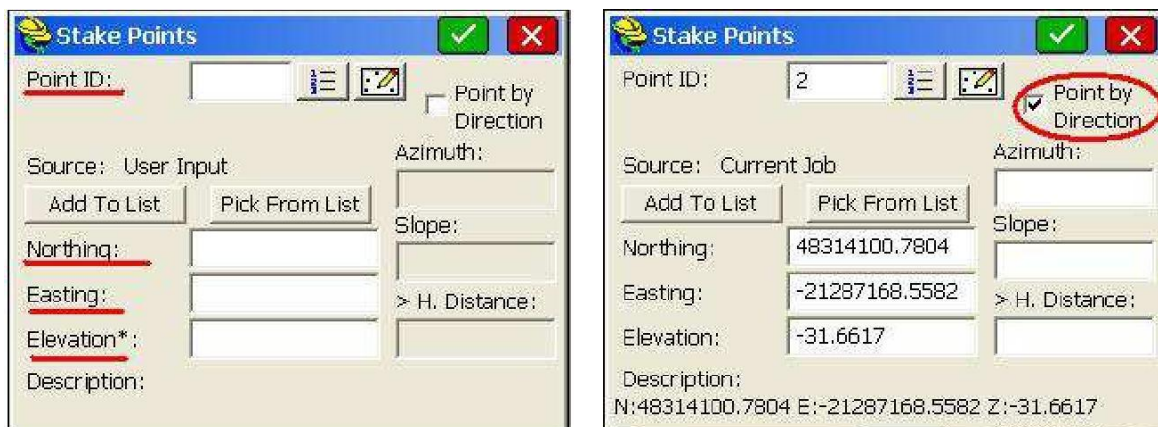 Stake Points
Point ID:
Point by
Direction
Source: User Input
Azimuth:
Add To List
Pick From List
Slope:
Northing:
Easting:
> H. Distance:
Elevation*:
Description:
Stake Points
Point ID:
2
Point by
Direction
Source: Current Job
Azimuth:
Add To List
Pick From List
Slope:
Northing:
48314100.7804
Easting:
-21287168.5582
> H. Distance:
Elevation:
-31.6617
Description:
N:48314100.7804 E:-21287168.5582 Z:-31.6617